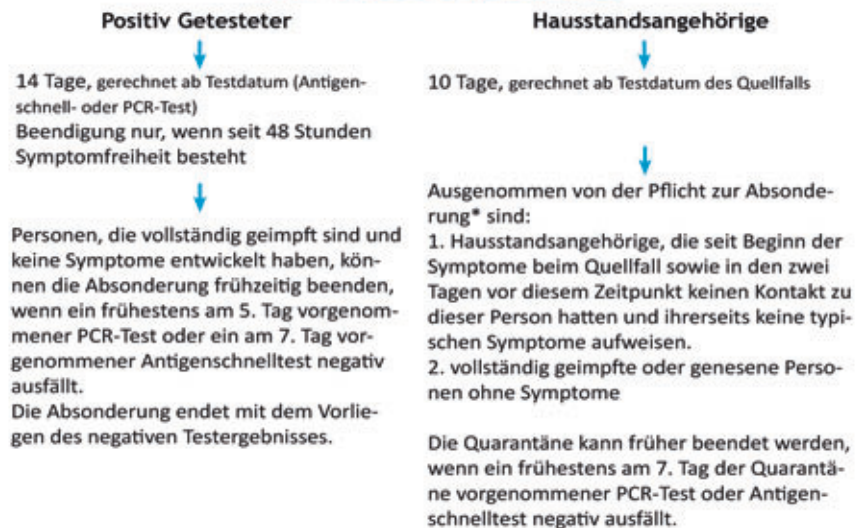 Positiv Getesteter
14 Tage, gerechnet ab Testdatum (Antigen-
schnell- oder PCR-Test)
Beendigung nur, wenn seit 48 Stunden
Symptomfreiheit besteht
Personen, die vollständig geimpft sind und
keine Symptome entwickelt haben, kön-
nen die Absonderung frühzeitig beenden,
wenn ein frühestens am 5. Tag vorgenom-
mener PCR-Test oder ein am 7. Tag vor-
genommener Antigenschnelltest negativ
ausfällt.
Die Absonderung endet mit dem Vorlie-
gen des negativen Testergebnisses.
Hausstandsangehörige
10 Tage, gerechnet ab Testdatum des Quellfalls
Ausgenommen von der Pflicht zur Absonde-
rung* sind:
1. Hausstandsangehörige, die seit Beginn der
Symptome beim Quellfall sowie in den zwei
Tagen vor diesem Zeitpunkt keinen Kontakt zu
dieser Person hatten und ihrerseits keine typi-
schen Symptome aufweisen.
2. vollständig geimpfte oder genesene Perso-
nen ohne Symptome
Die Quarantäne kann früher beendet werden,
wenn ein frühestens am 7. Tag der Quarantä-
ne vorgenommener PCR-Test oder Antigen-
schnelltest negativ ausfällt.